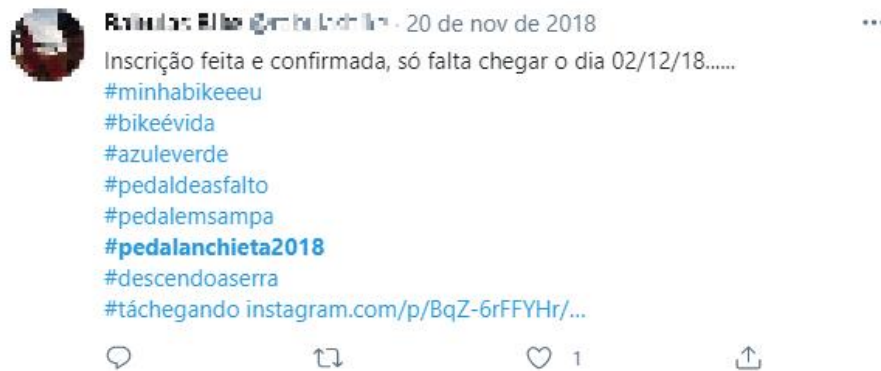 · 20 de nov de 2018
Inscrição feita e confirmada, só falta chegar o dia 02/12/18......
#minhabikeeeu
#bikeévida
#azuleverde
#pedaldeasfalto
#pedalemsampa
#pedalanchieta2018
#descendoaserra
#táchegando instagram.com/p/BqZ-6rFFYHr/...
1